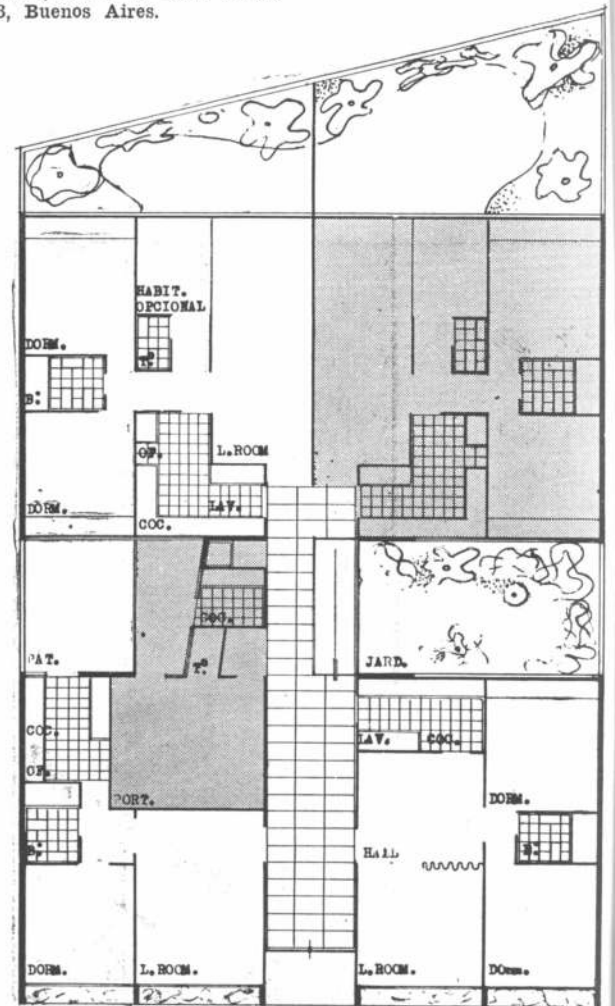 3, Buenos Aires.
HABIT.
OPCIONAL
DORM.
T.º
B:
OF.
L.ROOM
DORM.
LAV.
COC.
COC.
PAT.
T.º
JARD.
COC.
LAV. COC.
OF.
PORT.
DORM.
B:
HALL
B:
DORM.
L.ROOM.
L.ROOM.